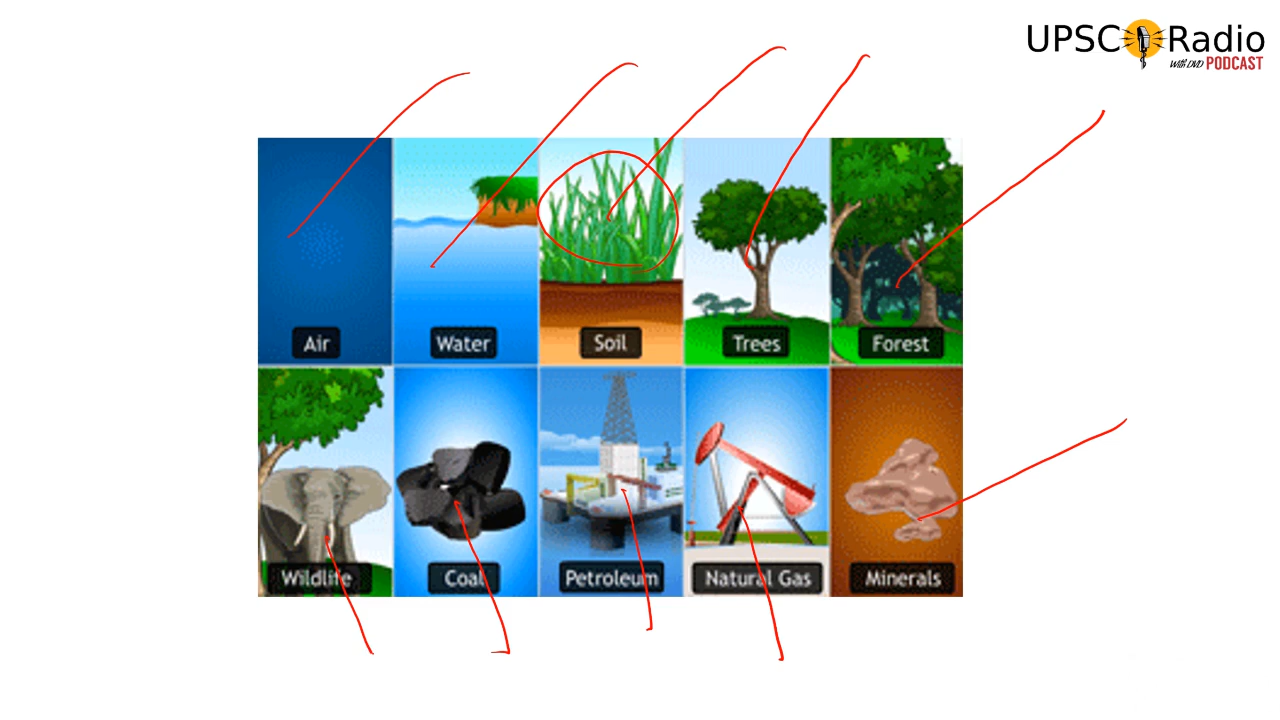 UPSC Radio
with DVD PODCAST
Air Water Soil Trees Forest
Wildlife Coal Petroleum Natural Gas Minerals